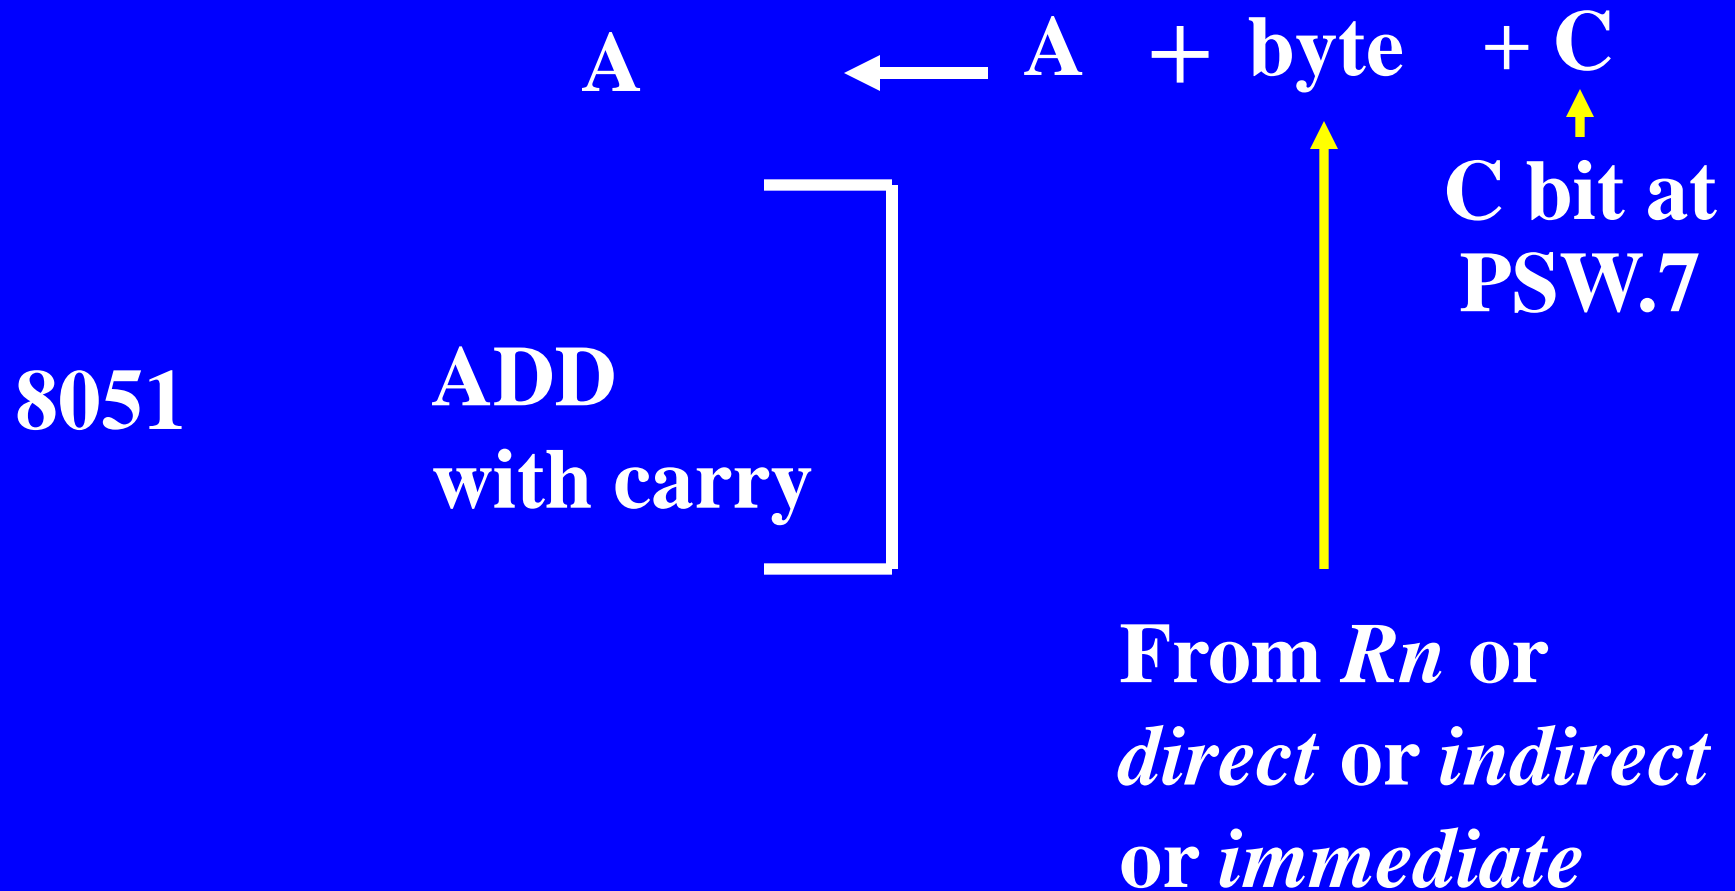 A A + byte + C
C bit at
PSW.7
8051
ADD
with carry
From Rn or
direct or indirect
or immediate